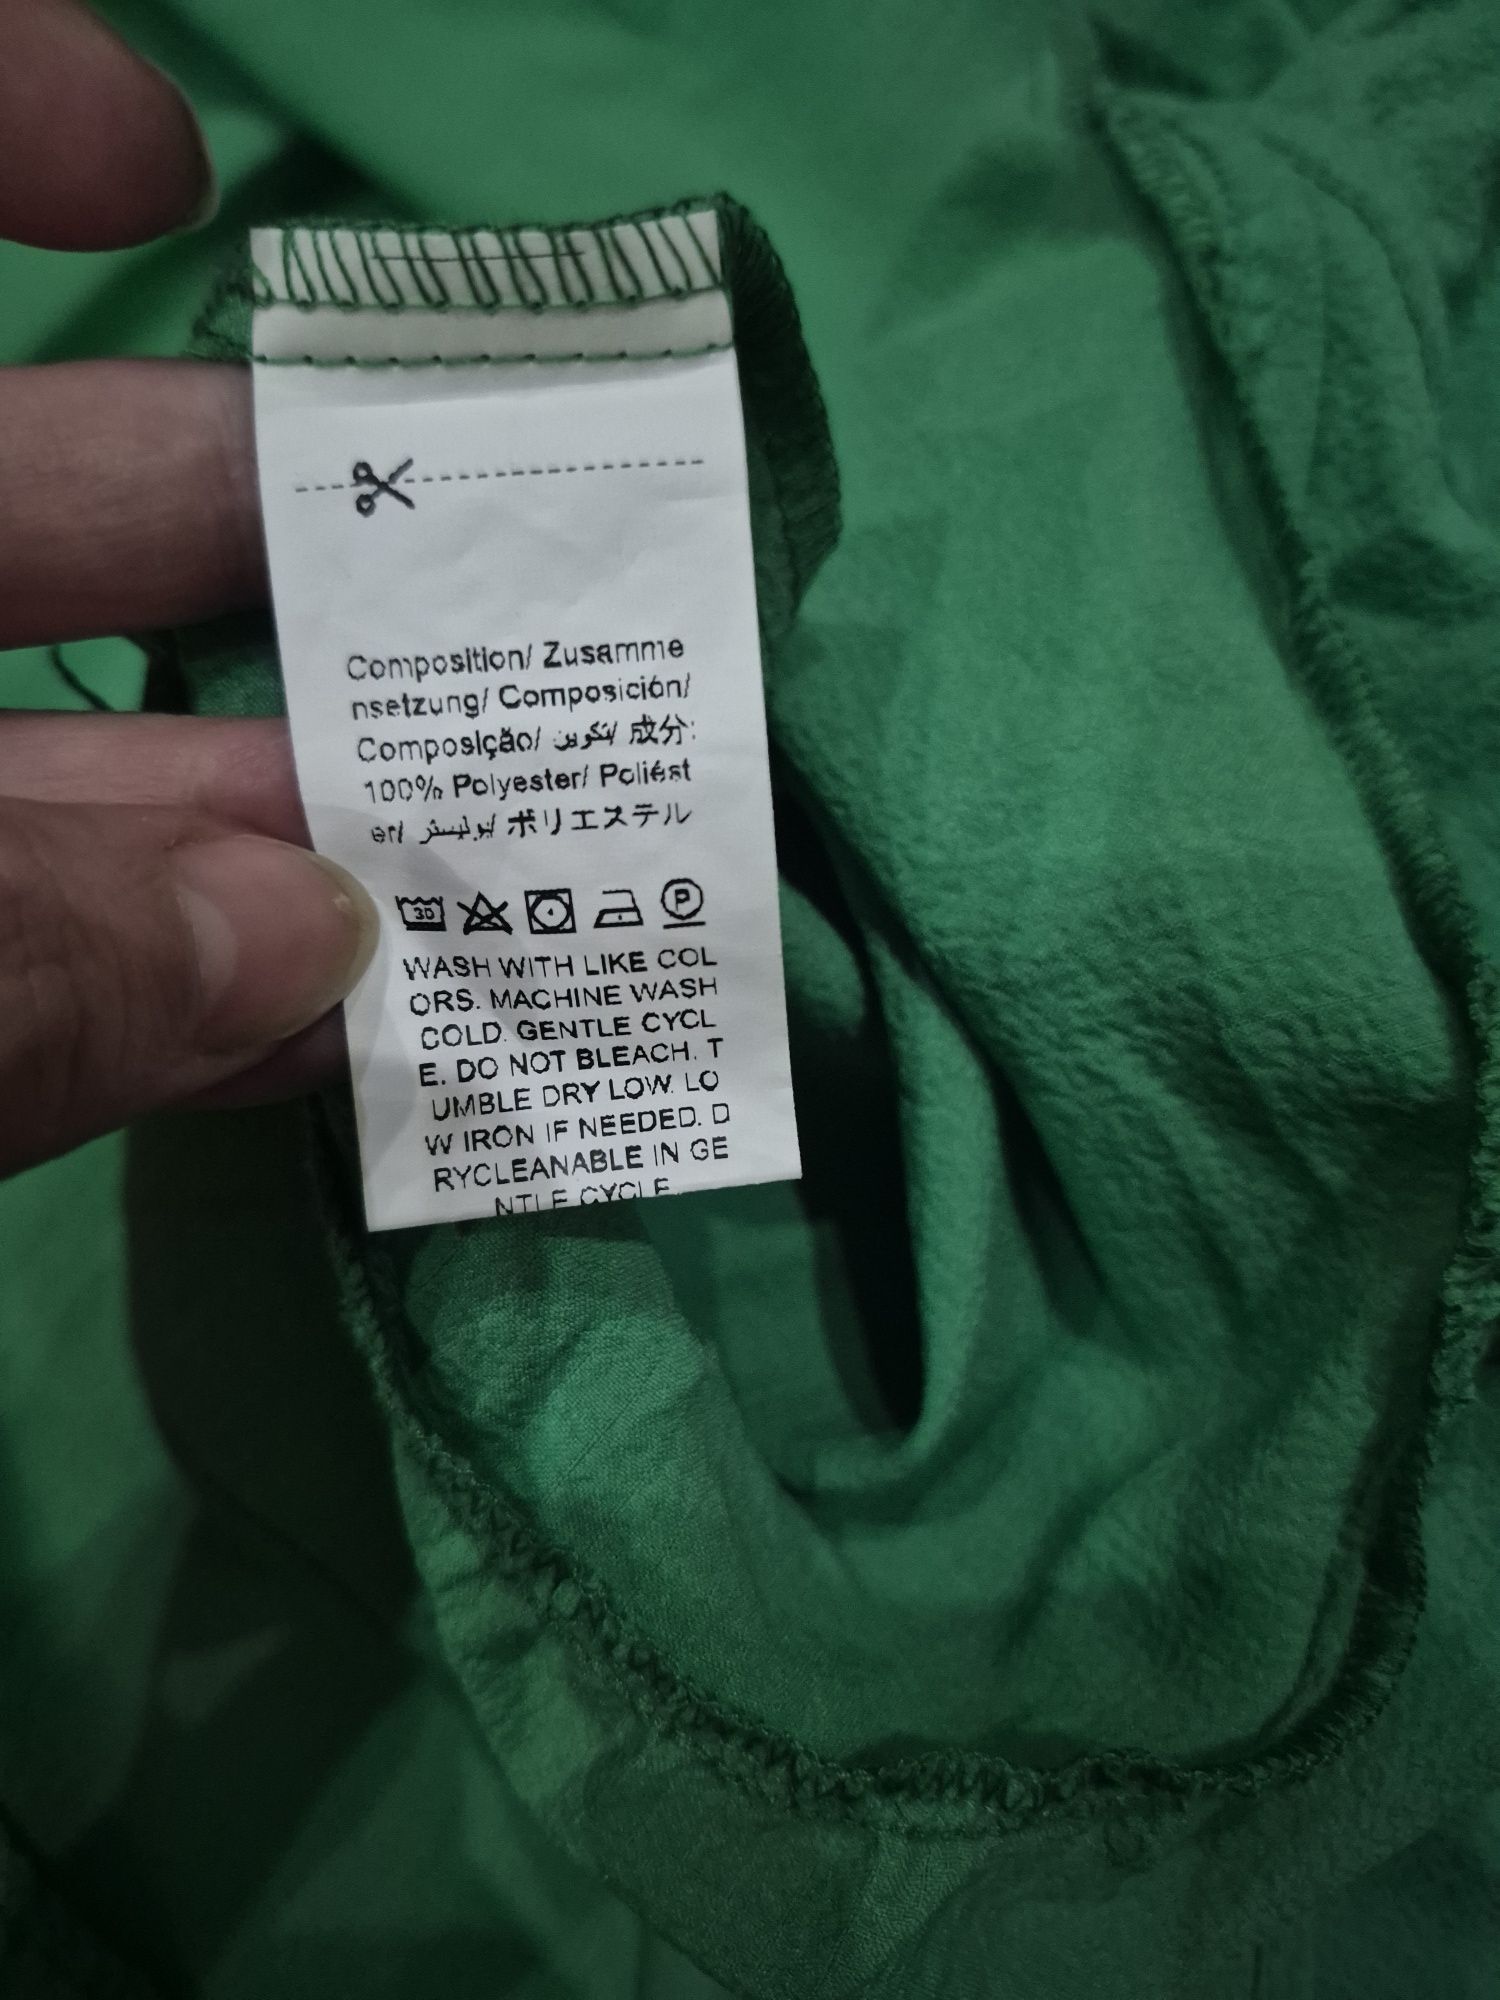 Composition/ Zusamme
nsetzung/ Composición/
Composição/ تكوين/ 成分:
100% Polyester/ Poliést
er/ بوليستر/ ポリエステル
30 P
WASH WITH LIKE COL
ORS. MACHINE WASH
COLD. GENTLE CYCL
E. DO NOT BLEACH. T
UMBLE DRY LOW. LO
W IRON IF NEEDED. D
RYCLEANABLE IN GE
NTLE CYCLE.